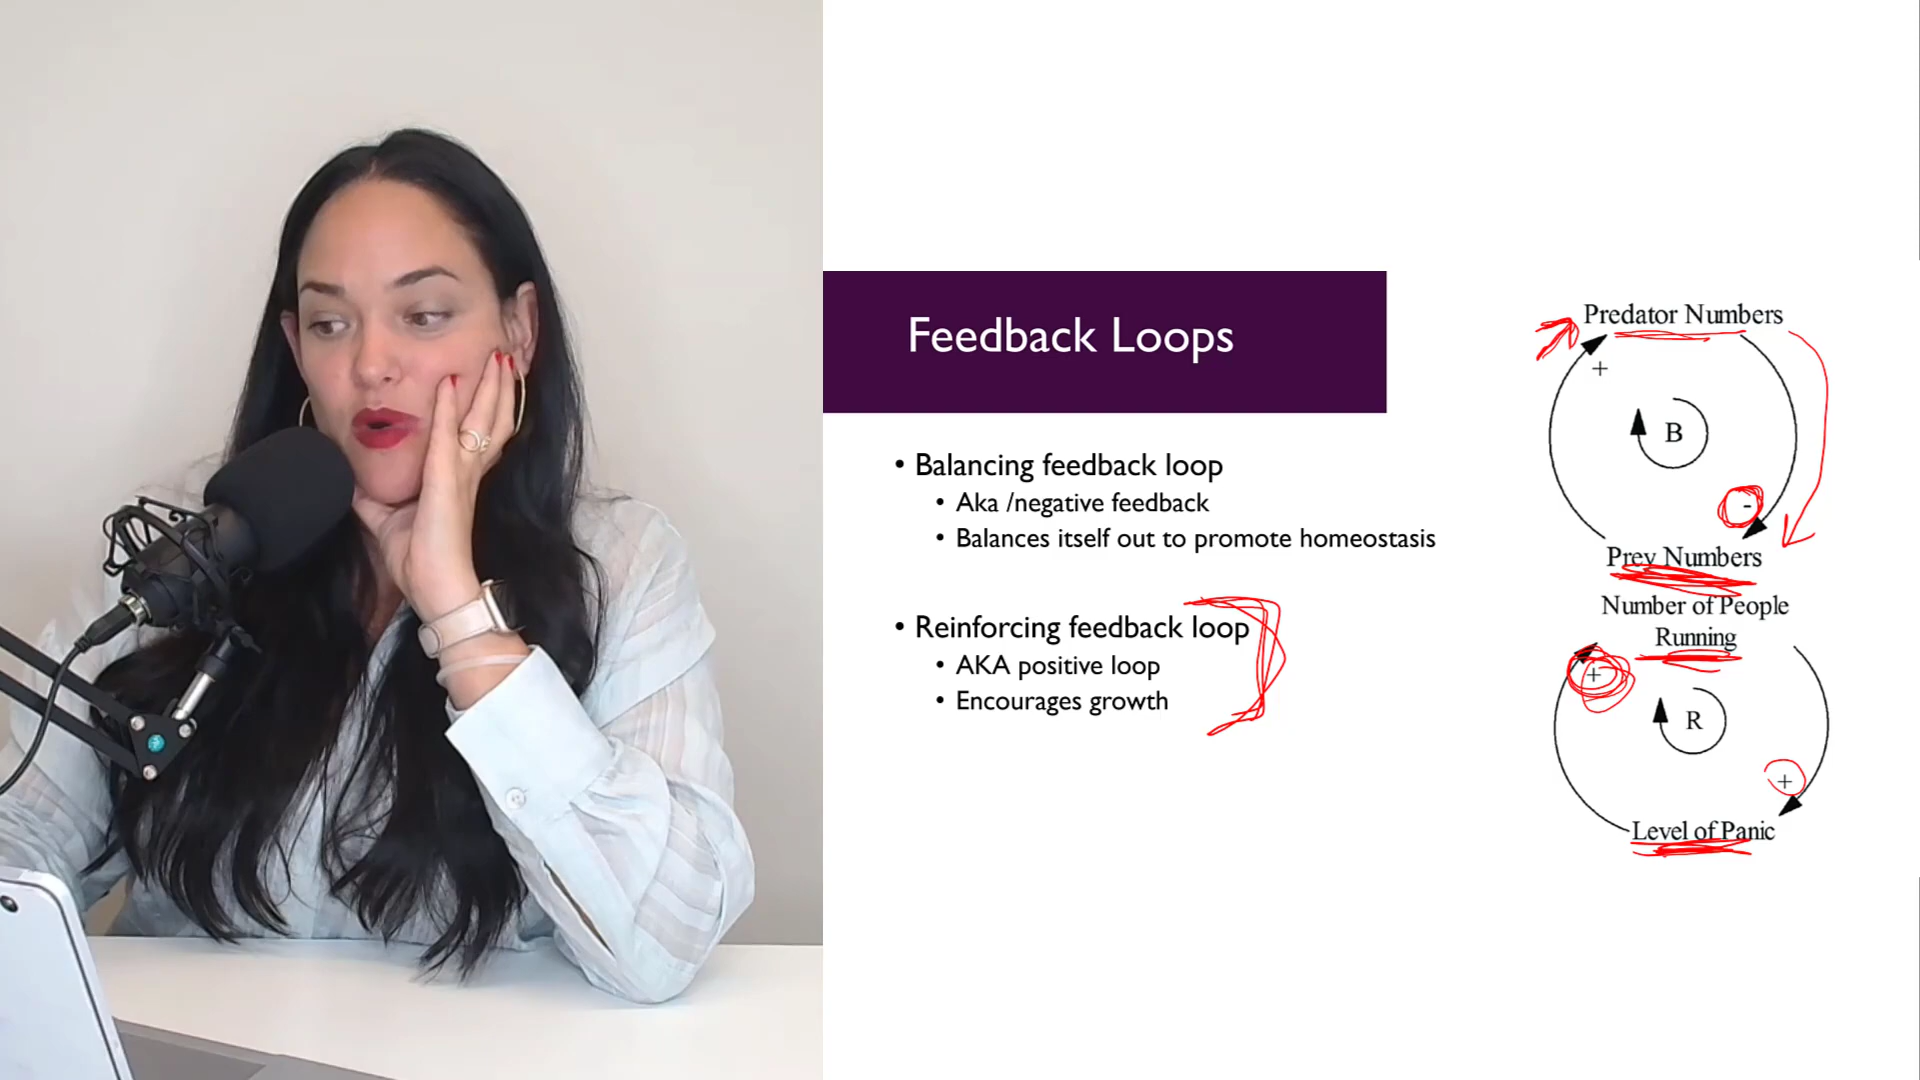 Feedback Loops
• Balancing feedback loop
• Aka /negative feedback
• Balances itself out to promote homeostasis
• Reinforcing feedback loop
• AKA positive loop
• Encourages growth
Predator Numbers
+
B
-
Prey Numbers
Number of People
Running
+
R
+
Level of Panic